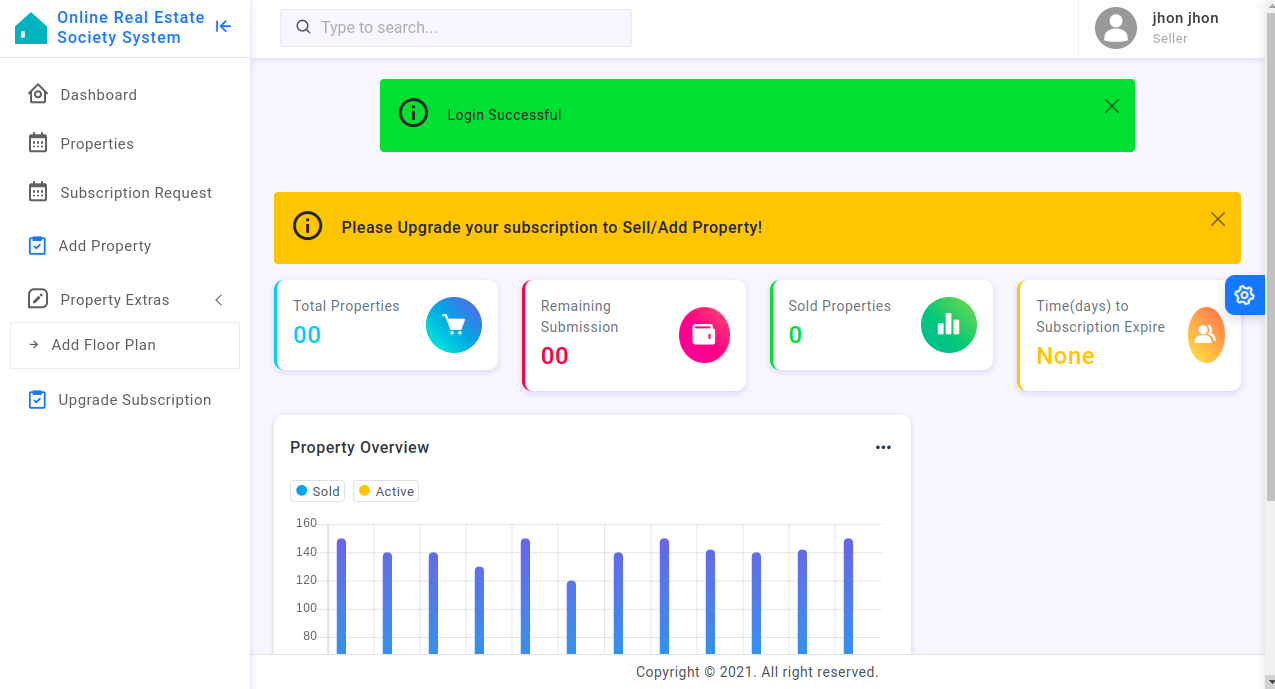 Online Real Estate
Society System
Type to search...
jhon jhon
Seller
Dashboard
Properties
Subscription Request
Add Property
Property Extras
Add Floor Plan
Upgrade Subscription
Login Successful
Please Upgrade your subscription to Sell/Add Property!
Total Properties
00
Remaining
Submission
00
Sold Properties
0
Time(days) to
Subscription Expire
None
Property Overview
Sold
Active
160
140
120
100
80
Copyright © 2021. All right reserved.